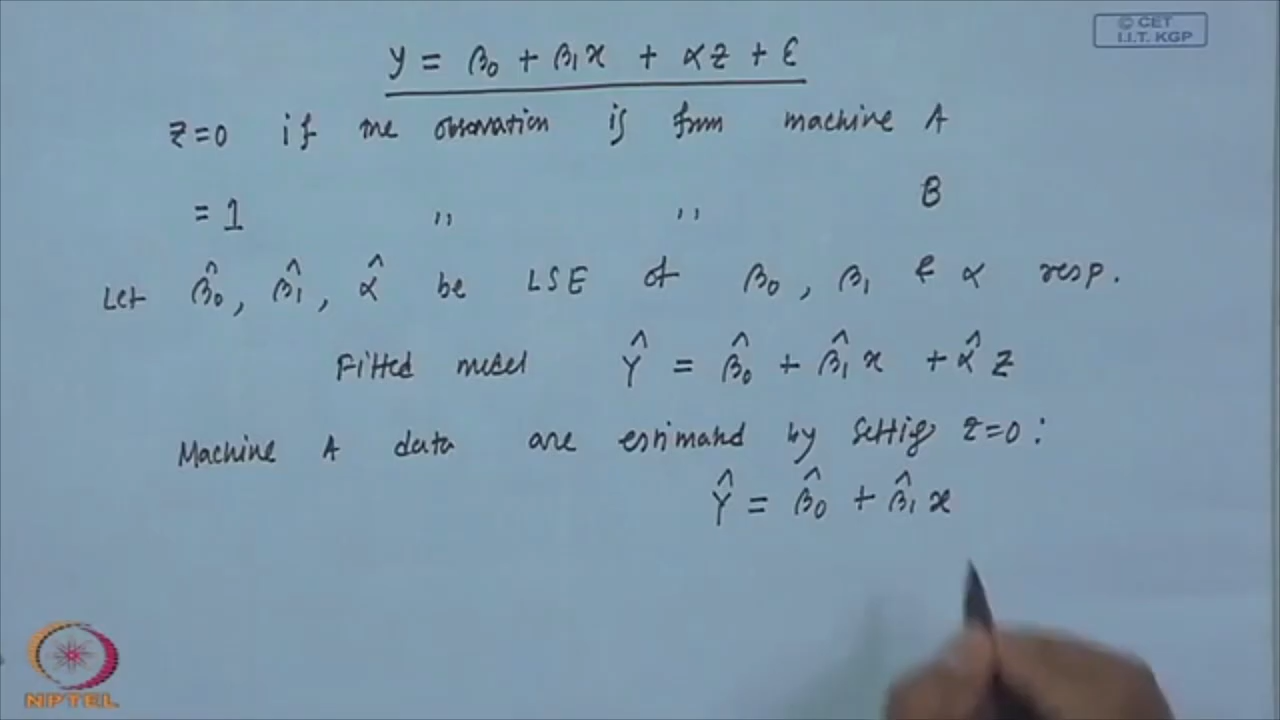 © CET
I.I.T. KGP
y = β₀ + β₁x + αz + ε
z=0 if the observation is from machine A
= 1 ,, ,, B
Let β̂₀, β̂₁, α̂ be LSE of β₀, β₁ & α resp.
Fitted model Ŷ = β̂₀ + β̂₁x + α̂z
Machine A data are estimated by settig z=0:
Ŷ = β̂₀ + β̂₁x
NPTEL